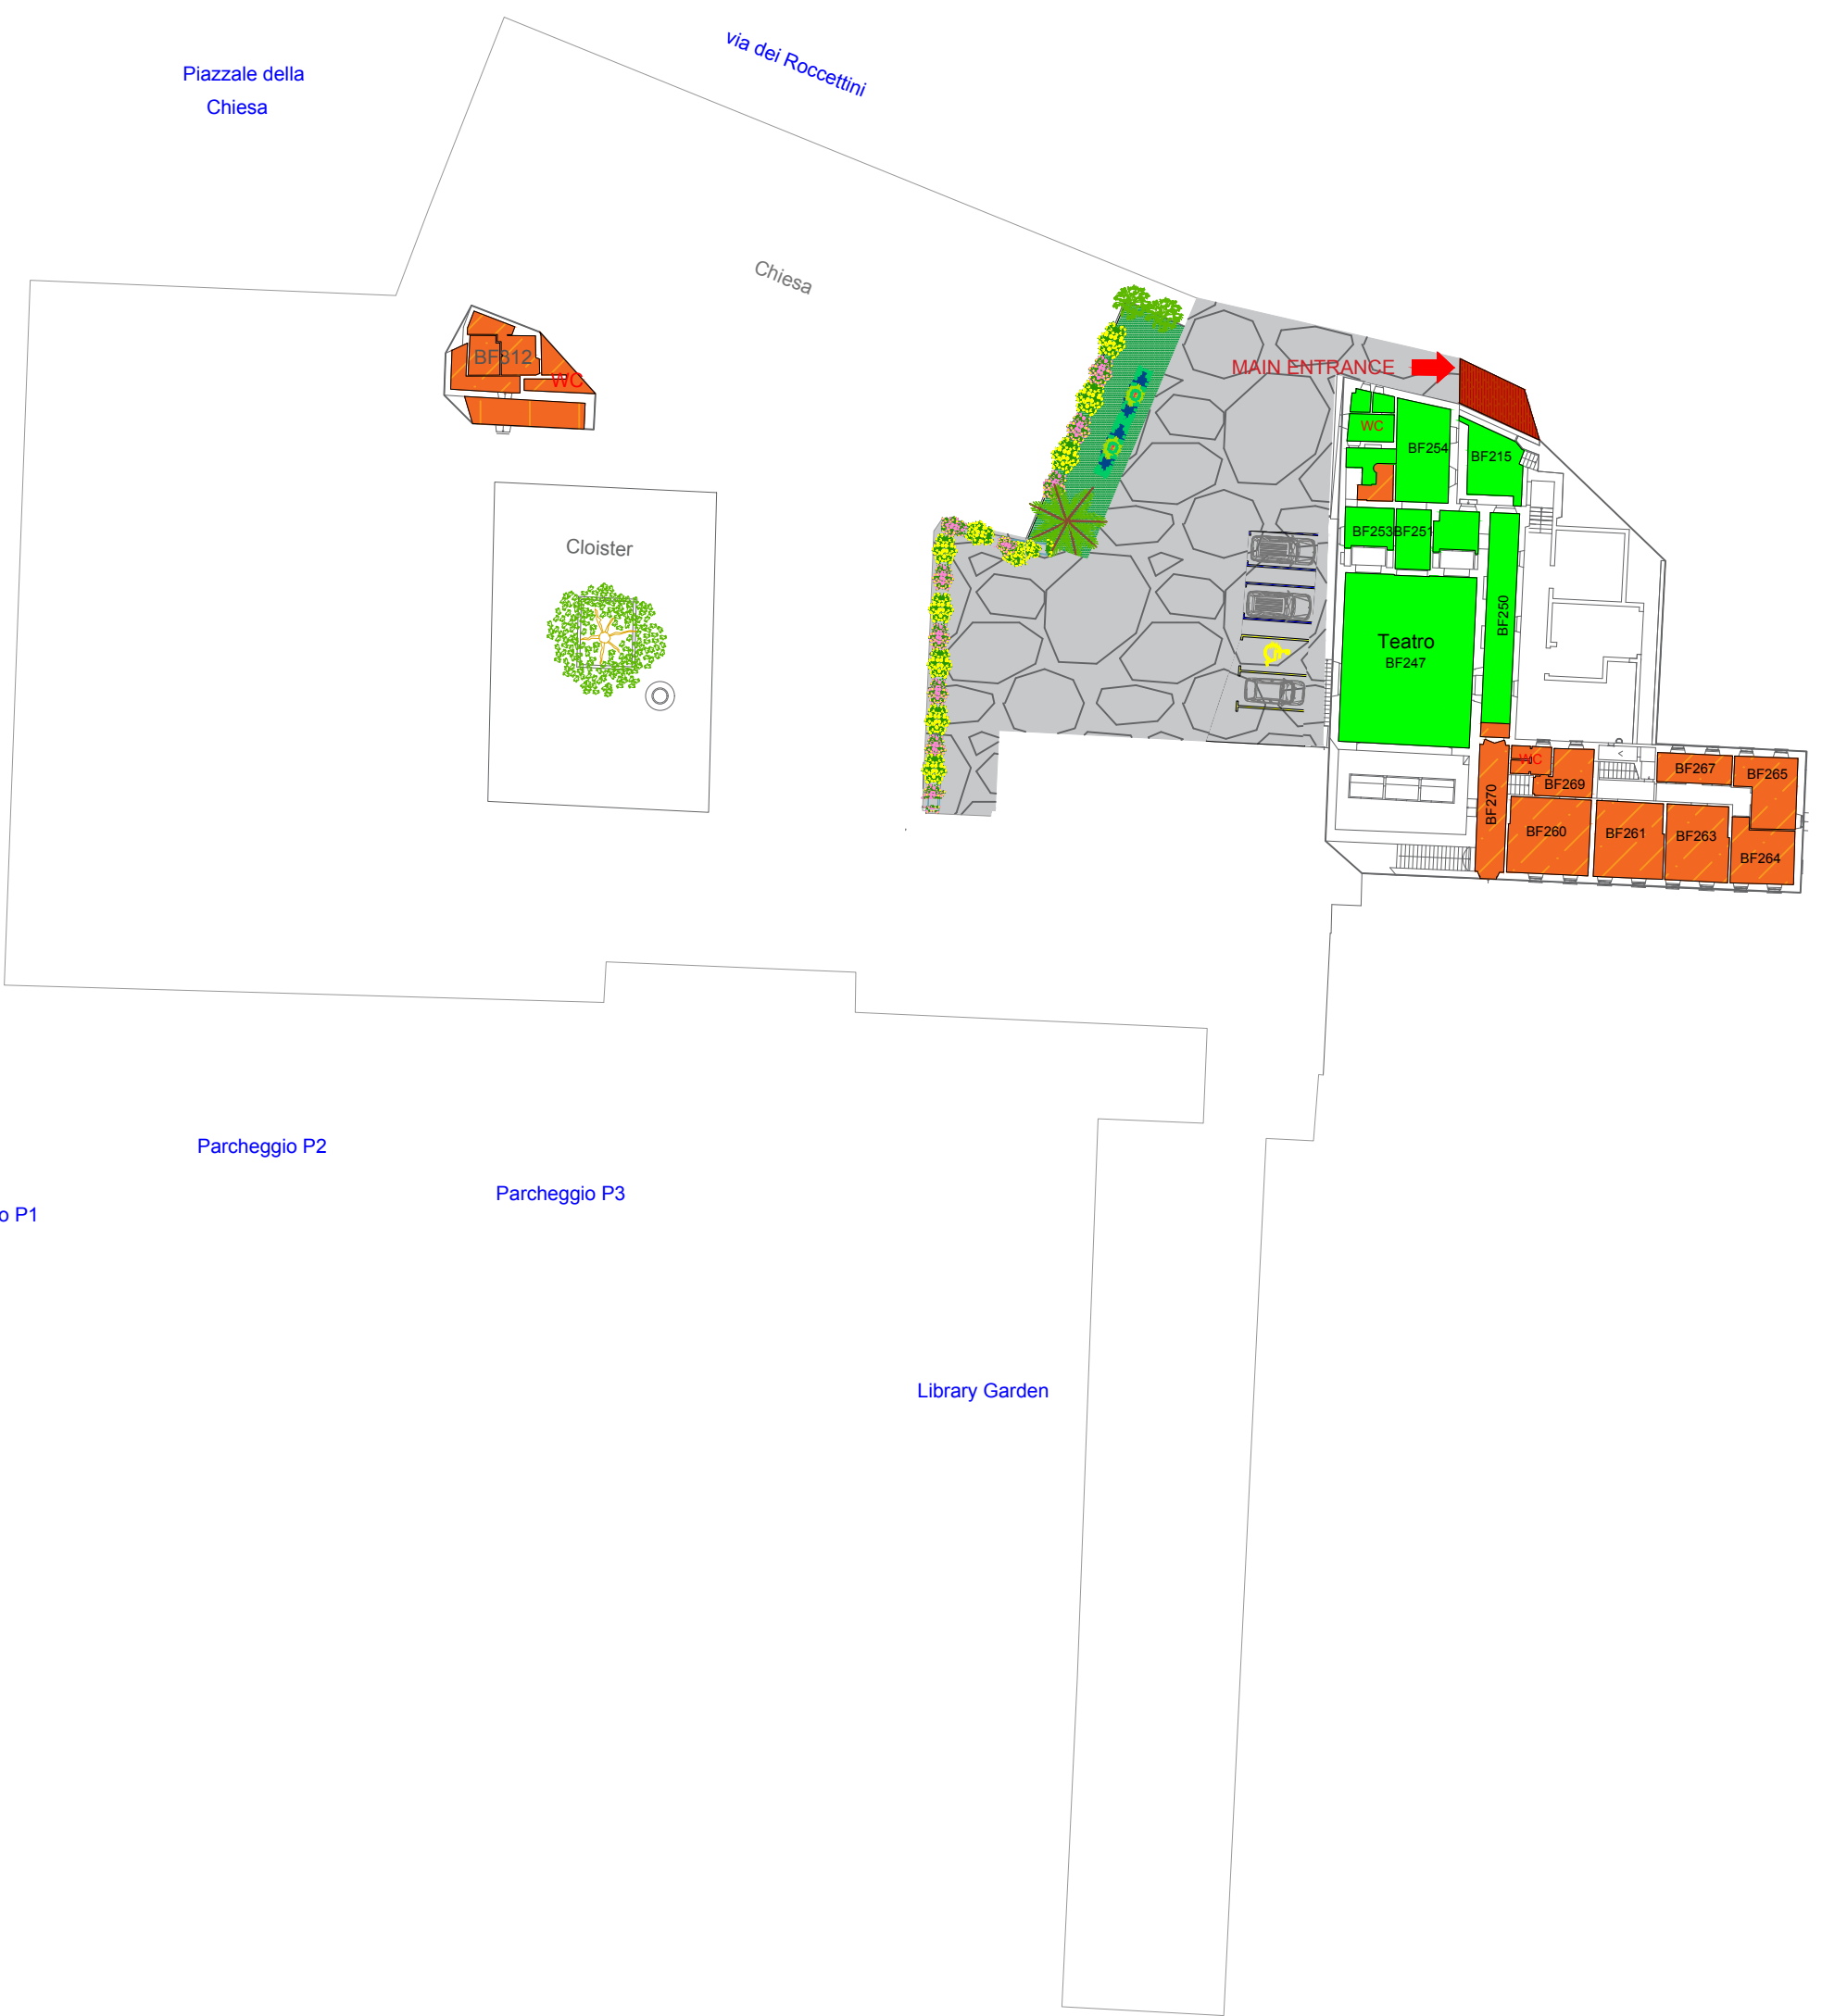 via dei Roccettini
Piazzale della
Chiesa
Chiesa
BF312
WC
MAIN ENTRANCE
WC
BF254
BF215
BF253
BF251
Cloister
BF250
Teatro
BF247
WC
BF269
BF267
BF265
BF270
BF260
BF261
BF263
BF264
Parcheggio P2
Parcheggio P3
o P1
Library Garden